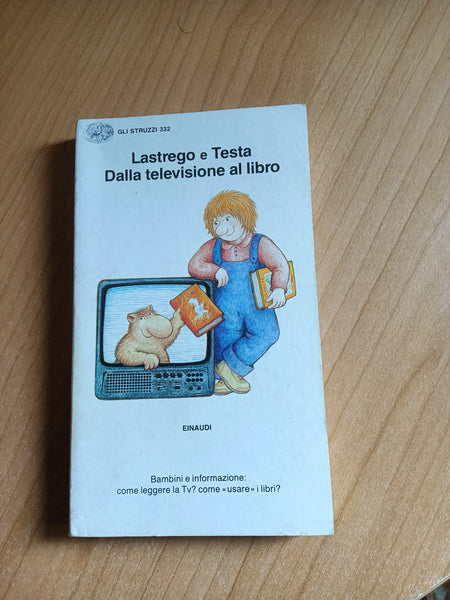 GLI STRUZZI 332
Lastrego e Testa
Dalla televisione al libro
EINAUDI
Bambini e informazione:
come leggere la Tv? come «usare» i libri?